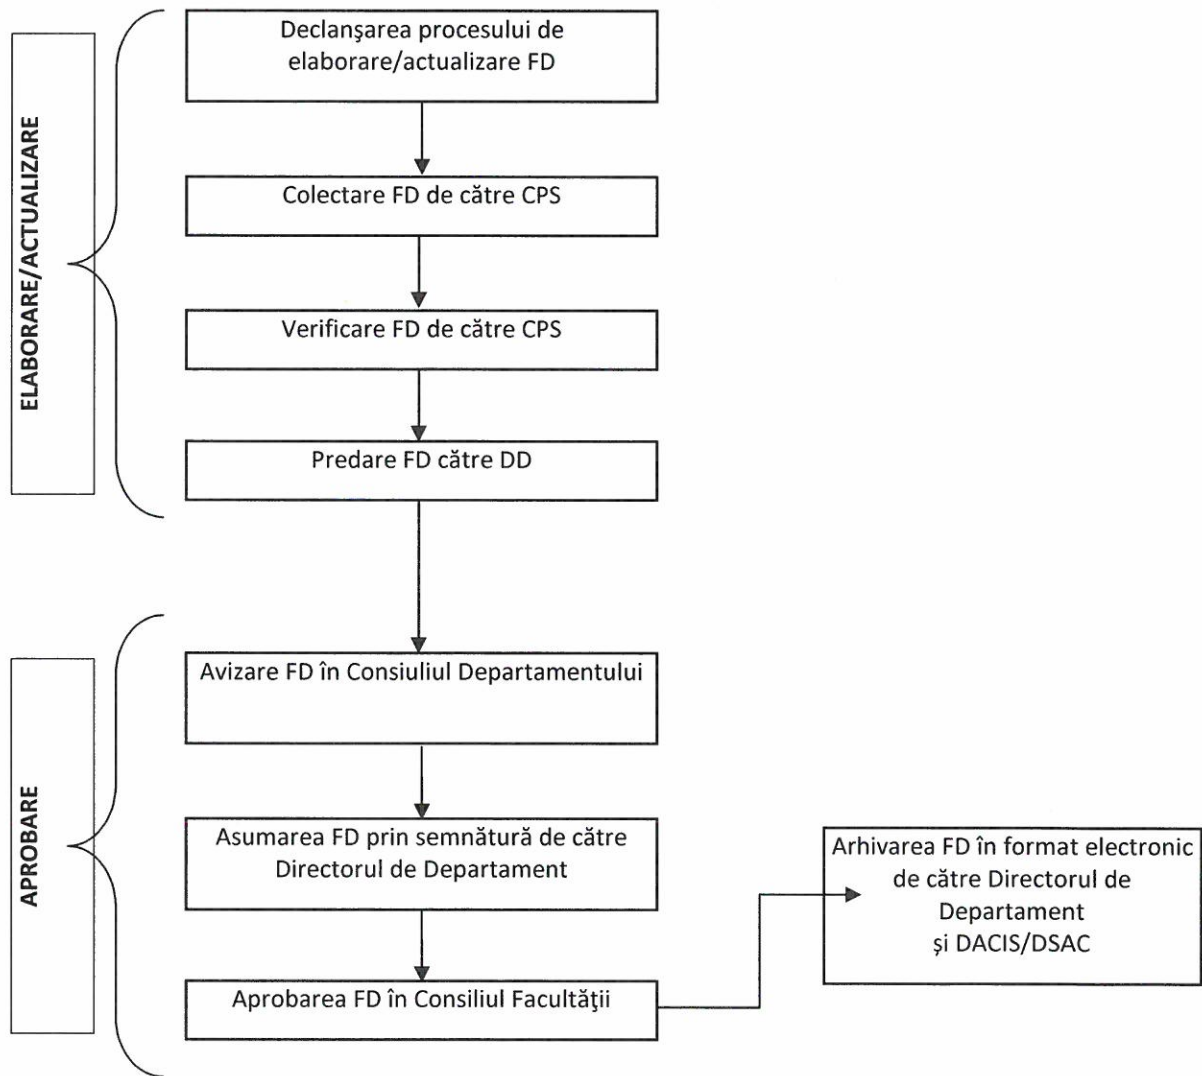 ELABORARE/ACTUALIZARE
Declanşarea procesului de
elaborare/actualizare FD
Colectare FD de către CPS
Verificare FD de către CPS
Predare FD către DD
APROBARE
Avizare FD în Consiuliul Departamentului
Asumarea FD prin semnătură de către
Directorul de Departament
Aprobarea FD în Consiliul Facultăţii
Arhivarea FD în format electronic
de către Directorul de
Departament
şi DACIS/DSAC